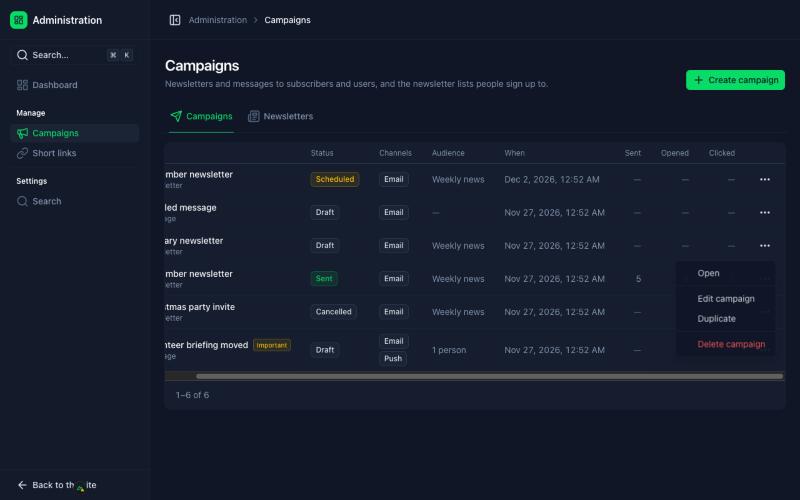 Administration
Administration > Campaigns
Search... ⌘ K
Dashboard
Manage
Campaigns
Short links
Settings
Search
Back to th ite
Campaigns
Newsletters and messages to subscribers and users, and the newsletter lists people sign up to.
Create campaign
Campaigns Newsletters
Status Channels Audience When Sent Opened Clicked
mber newsletter Scheduled Email Weekly news Dec 2, 2026, 12:52 AM — — —
etter
led message Draft Email — Nov 27, 2026, 12:52 AM — — —
age
ary newsletter Draft Email Weekly news Nov 27, 2026, 12:52 AM — — —
etter
mber newsletter Sent Email Weekly news Nov 27, 2026, 12:52 AM 5
etter
stmas party invite Cancelled Email Weekly news Nov 27, 2026, 12:52 AM —
etter
nteer briefing moved Important Draft Email Push 1 person Nov 27, 2026, 12:52 AM —
age
Open
Edit campaign
Duplicate
Delete campaign
1–6 of 6